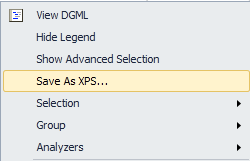 View DGML
Hide Legend
Show Advanced Selection
Save As XPS...
Selection
Group
Analyzers